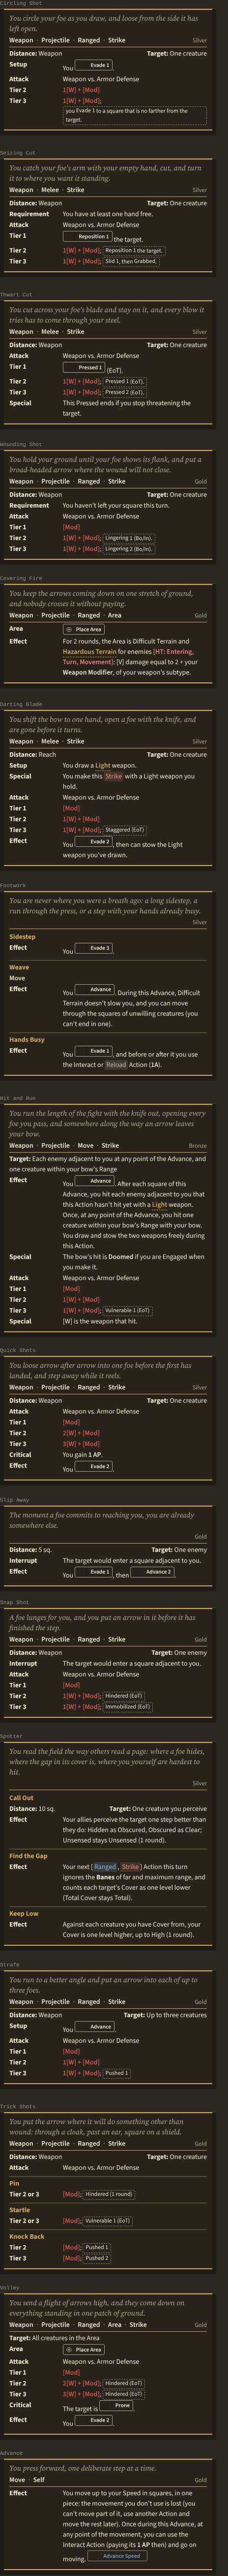 Circling Shot
You circle your foe as you draw, and loose from the side it has
left open.
Weapon · Projectile · Ranged · Strike Silver
Distance: Weapon Target: One creature
Setup You Evade 1.
Attack Weapon vs. Armor Defense
Tier 2 1[W] + [Mod]
Tier 3 1[W] + [Mod];
you Evade 1 to a square that is no farther from the
target.
Smiting Cut
You catch your foe's arm with your empty hand, cut, and turn
it to where you want it standing.
Weapon · Melee · Strike Silver
Distance: Weapon Target: One creature
Requirement You have at least one hand free.
Attack Weapon vs. Armor Defense
Tier 1 Reposition 1 the target.
Tier 2 1[W] + [Mod]; Reposition 1 the target.
Tier 3 1[W] + [Mod]; Slid 1, then Grabbed.
Thwart Cut
You cut across your foe's blade and stay on it, and every blow it
tries has to come through your steel.
Weapon · Melee · Strike Silver
Distance: Weapon Target: One creature
Attack Weapon vs. Armor Defense
Tier 1 Pressed 1 (EoT).
Tier 2 1[W] + [Mod]; Pressed 1 (EoT).
Tier 3 1[W] + [Mod]; Pressed 2 (EoT).
Special This Pressed ends if you stop threatening the
target.
Wounding Shot
You hold your ground until your foe shows its flank, and put a
broad-headed arrow where the wound will not close.
Weapon · Projectile · Ranged · Strike Gold
Distance: Weapon Target: One creature
Requirement You haven't left your square this turn.
Attack Weapon vs. Armor Defense
Tier 1 [Mod]
Tier 2 1[W] + [Mod]; Lingering 1 (Bo/In).
Tier 3 1[W] + [Mod]; Lingering 2 (Bo/In).
Covering Fire
You keep the arrows coming down on one stretch of ground,
and nobody crosses it without paying.
Weapon · Projectile · Ranged · Area Gold
Area Place Area
Effect For 2 rounds, the Area is Difficult Terrain and
Hazardous Terrain for enemies [HT: Entering,
Turn, Movement]: [V] damage equal to 2 + your
Weapon Modifier, of your weapon's subtype.
Darting Blade
You shift the bow to one hand, open a foe with the knife, and
are gone before it turns.
Weapon · Melee · Strike Silver
Distance: Reach Target: One creature
Setup You draw a Light weapon.
Special You make this Strike with a Light weapon you
hold.
Attack Weapon vs. Armor Defense
Tier 1 [Mod]
Tier 2 1[W] + [Mod]
Tier 3 1[W] + [Mod]; Staggered (EoT)
Effect You Evade 2, then can stow the Light
weapon you've drawn.
Footwork
You are never where you were a breath ago: a long sidestep, a
run through the press, or a step with your hands already busy.
Silver
Sidestep
Effect You Evade 3.
Weave
Move
Effect You Advance. During this Advance, Difficult
Terrain doesn't slow you, and you can move
through the squares of unwilling creatures (you
can't end in one).
Hands Busy
Effect You Evade 1, and before or after it you use
the Interact or Reload Action (1A).
Hit and Run
You run the length of the fight with the knife out, opening every
foe you pass, and somewhere along the way an arrow leaves
your bow.
Weapon · Projectile · Move · Strike Bronze
Target: Each enemy adjacent to you at any point of the Advance, and
one creature within your bow's Range
Effect You Advance. After each square of this
Advance, you hit each enemy adjacent to you that
this Action hasn't hit yet with a Light weapon.
Once, at any point of the Advance, you hit one
creature within your bow's Range with your bow.
You draw and stow the two weapons freely during
this Action.
Special The bow's hit is Doomed if you are Engaged when
you make it.
Attack Weapon vs. Armor Defense
Tier 1 [Mod]
Tier 2 1[W] + [Mod]
Tier 3 1[W] + [Mod]; Vulnerable 1 (EoT)
Special [W] is the weapon that hit.
Quick Shots
You loose arrow after arrow into one foe before the first has
landed, and step away while it reels.
Weapon · Projectile · Ranged · Strike Silver
Distance: Weapon Target: One creature
Attack Weapon vs. Armor Defense
Tier 1 [Mod]
Tier 2 2[W] + [Mod]
Tier 3 3[W] + [Mod]
Critical You gain 1 AP.
Effect You Evade 2.
Slip Away
The moment a foe commits to reaching you, you are already
somewhere else.
Gold
Distance: 5 sq. Target: One enemy
Interrupt The target would enter a square adjacent to you.
Effect You Evade 1, then Advance 2.
Snap Shot
A foe lunges for you, and you put an arrow in it before it has
finished the step.
Weapon · Projectile · Ranged · Strike Gold
Distance: Weapon Target: One enemy
Interrupt The target would enter a square adjacent to you.
Attack Weapon vs. Armor Defense
Tier 1 [Mod]
Tier 2 1[W] + [Mod]; Hindered (EoT)
Tier 3 1[W] + [Mod]; Immobilized (EoT)
Spotter
You read the field the way others read a page: where a foe hides,
where the gap in its cover is, where you yourself are hardest to
hit.
Silver
Call Out
Distance: 10 sq. Target: One creature you perceive
Effect Your allies perceive the target one step better than
they do: Hidden as Obscured, Obscured as Clear;
Unsensed stays Unsensed (1 round).
Find the Gap
Effect Your next [Ranged, Strike] Action this turn
ignores the Banes of far and maximum range, and
counts each target's Cover as one level lower
(Total Cover stays Total).
Keep Low
Effect Against each creature you have Cover from, your
Cover is one level higher, up to High (1 round).
Strafe
You run to a better angle and put an arrow into each of up to
three foes.
Weapon · Projectile · Ranged · Strike Gold
Distance: Weapon Target: Up to three creatures
Setup You Advance.
Attack Weapon vs. Armor Defense
Tier 1 [Mod]
Tier 2 1[W] + [Mod]
Tier 3 1[W] + [Mod]; Pushed 1
Trick Shots
You put the arrow where it will do something other than
wound: through a cloak, past an ear, square on a shield.
Weapon · Projectile · Ranged · Strike Gold
Distance: Weapon Target: One creature
Attack Weapon vs. Armor Defense
Pin
Tier 2 or 3 [Mod]; Hindered (1 round)
Startle
Tier 2 or 3 [Mod]; Vulnerable 1 (EoT)
Knock Back
Tier 2 [Mod]; Pushed 1
Tier 3 [Mod]; Pushed 2
Volley
You send a flight of arrows high, and they come down on
everything standing in one patch of ground.
Weapon · Projectile · Ranged · Area · Strike Gold
Target: All creatures in the Area
Area Place Area
Attack Weapon vs. Armor Defense
Tier 1 [Mod]
Tier 2 2[W] + [Mod]; Hindered (EoT)
Tier 3 3[W] + [Mod]; Hindered (EoT)
Critical The target is Prone.
Effect You Evade 2.
Advance
You press forward, one deliberate step at a time.
Move · Self Gold
Effect You move up to your Speed in squares, in one
piece: the movement you don't use is lost (you
can't move part of it, use another Action and
move the rest later). Once during this Advance, at
any point of the movement, you can use the
Interact Action (paying its 1 AP then) and go on
moving. Advance Speed